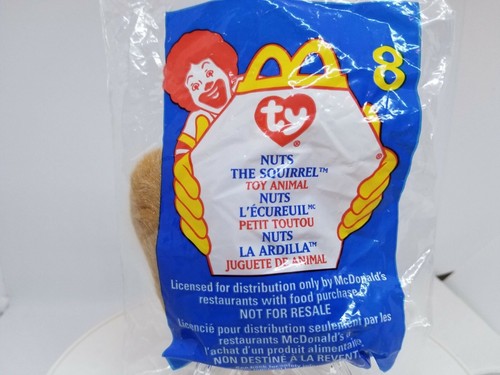 8
ty
®
NUTS
THE SQUIRREL™
TOY ANIMAL
NUTS
L'ÉCUREUIL MC
PETIT TOUTOU
NUTS
LA ARDILLA™
JUGUETE DE ANIMAL
Licensed for distribution only by McDonald's
restaurants with food purchase
NOT FOR RESALE
Licencié pour distribution seulement par les
restaurants McDonald's
l'achat d'un produit alimentaire
NON DESTINÉ À LA REVENTE